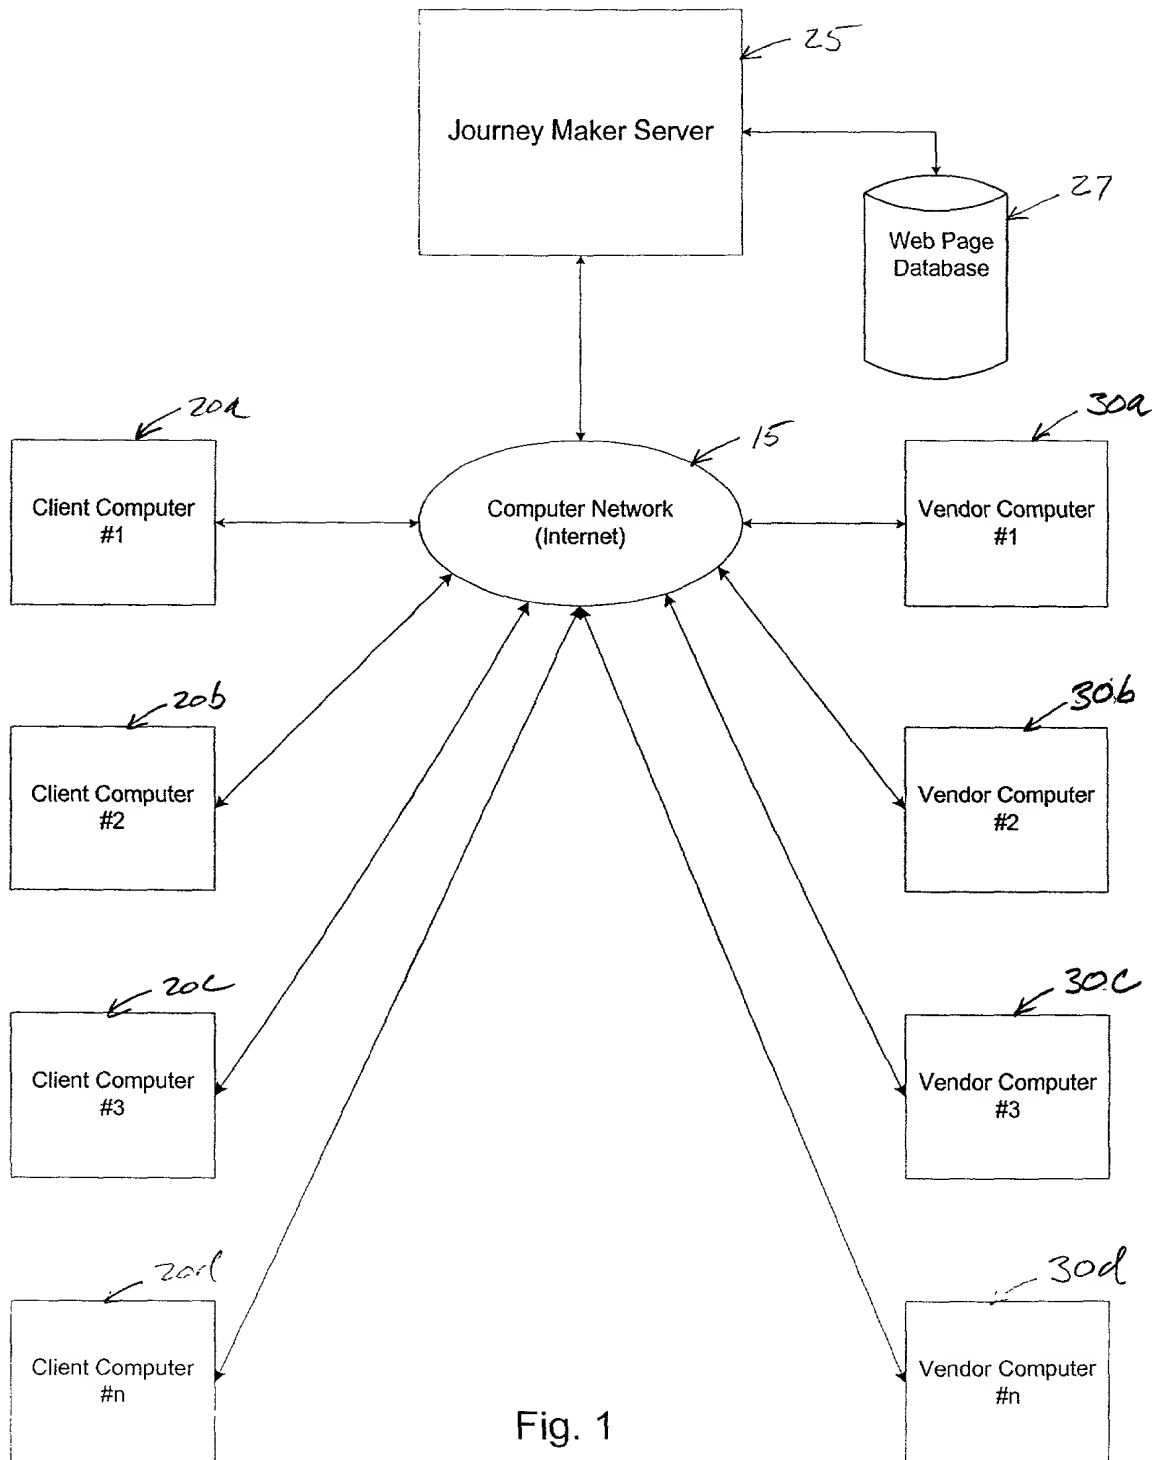 25
Journey Maker Server
27
Web Page
Database
20a
15
30a
Client Computer
#1
Computer Network
(Internet)
Vendor Computer
#1
20b
30b
Client Computer
#2
Vendor Computer
#2
20c
30c
Client Computer
#3
Vendor Computer
#3
20d
30d
Client Computer
#n
Vendor Computer
#n
Fig. 1